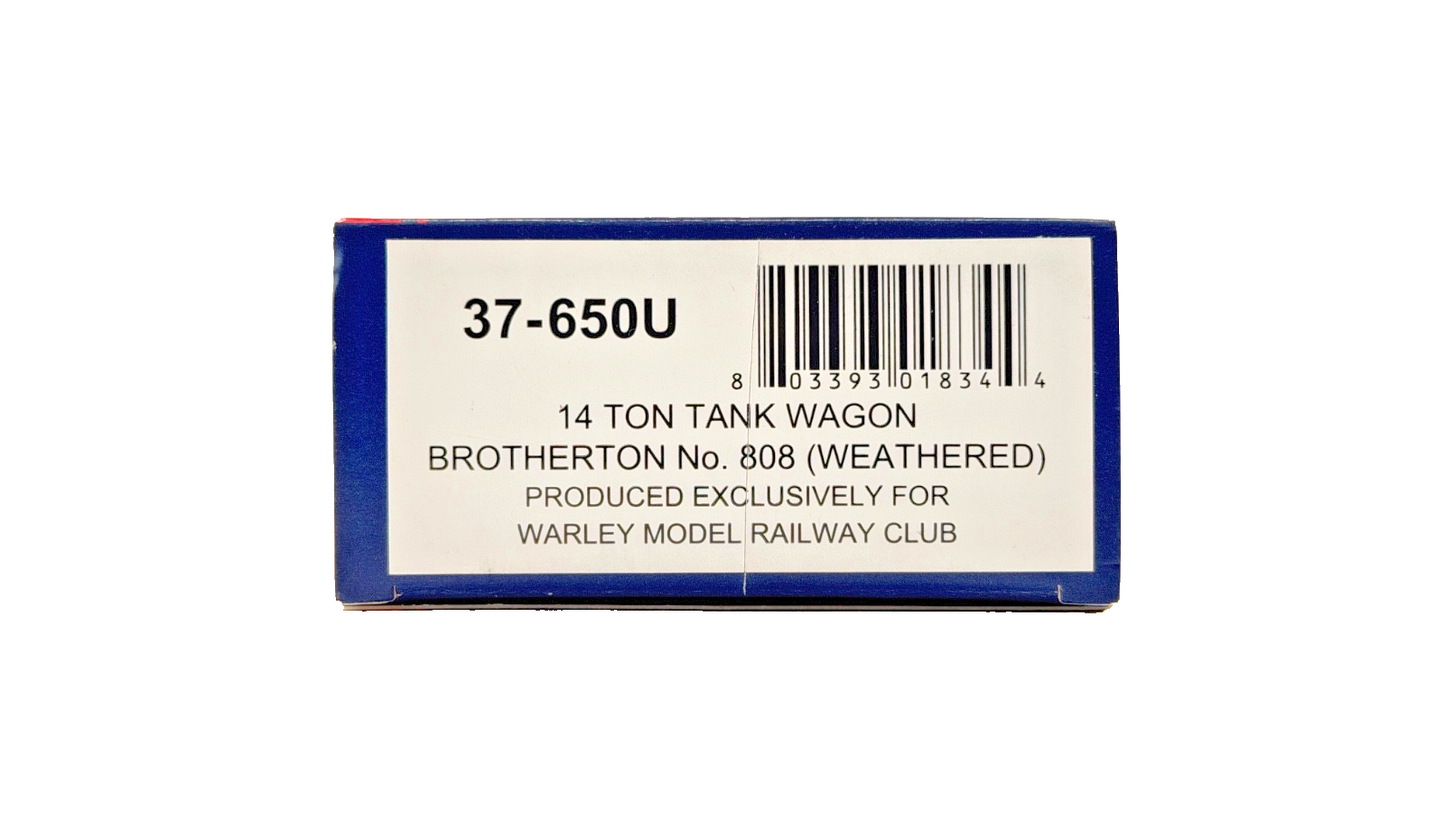 37-650U
8 03393 01834 4
14 TON TANK WAGON
BROTHERTON No. 808 (WEATHERED)
PRODUCED EXCLUSIVELY FOR
WARLEY MODEL RAILWAY CLUB